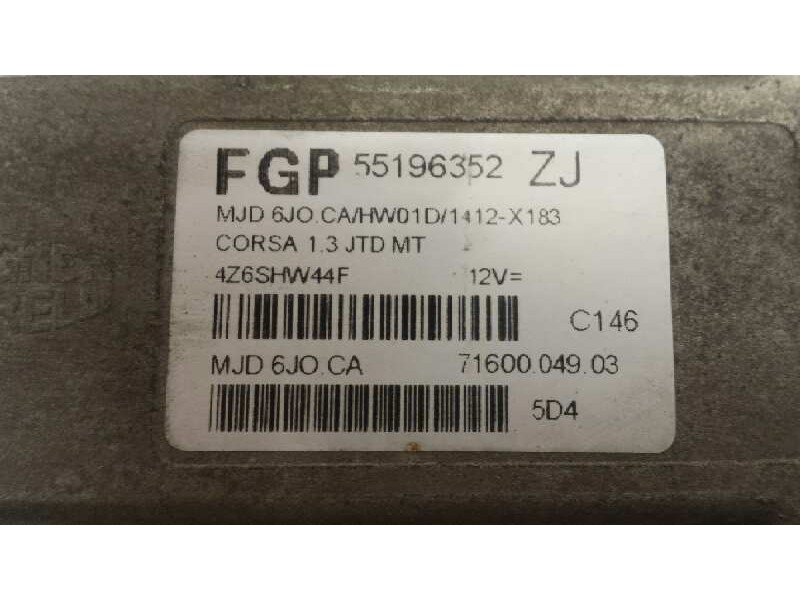 FGP 55196352 ZJ
MJD 6JO.CA/HW01D/1412-X183
CORSA 1.3 JTD MT
4Z6SHW44F 12V=
C146
MJD 6JO.CA 71600.049.03
5D4